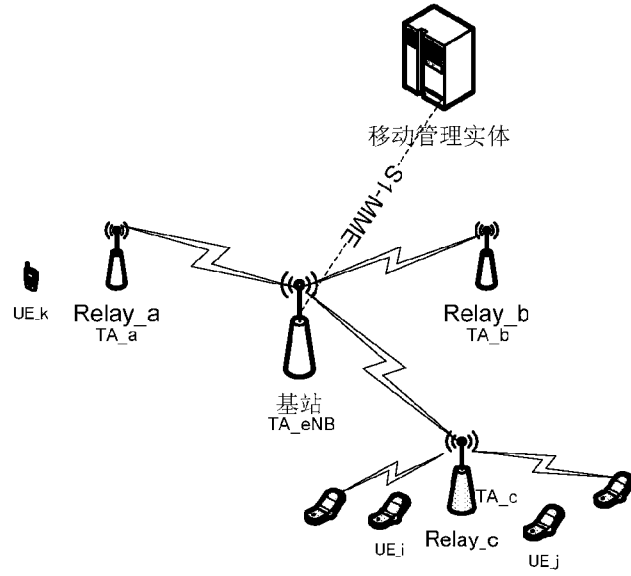 移动管理实体
S1-MME
UE_k
Relay_a
TA_a
Relay_b
TA_b
基站
TA_eNB
TA_c
UE_i
Relay_c
UE_j